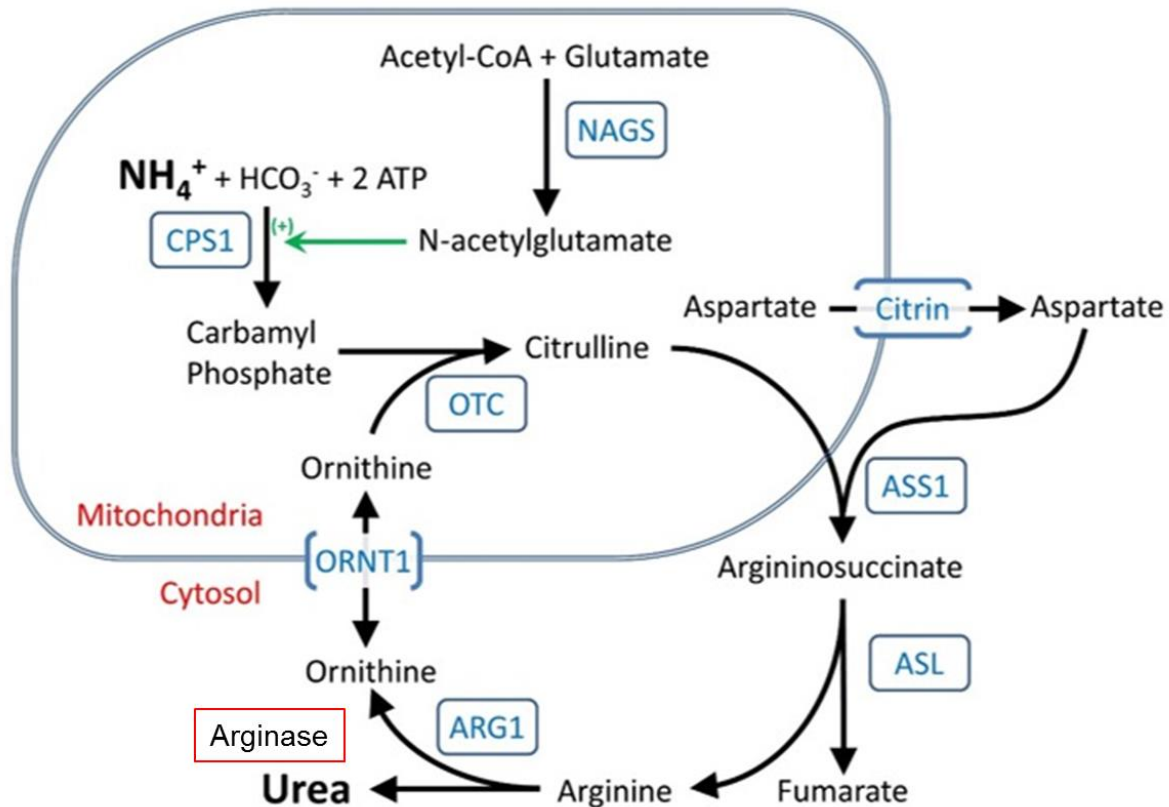 Acetyl-CoA + Glutamate
NAGS
NH₄⁺ + HCO₃⁻ + 2 ATP
CPS1
(+)
N-acetylglutamate
Aspartate
Citrin
Aspartate
Carbamyl
Phosphate
Citrulline
OTC
Ornithine
ASS1
Mitochondria
ORNT1
Argininosuccinate
Cytosol
ASL
Ornithine
Arginase
ARG1
Urea
Arginine
Fumarate